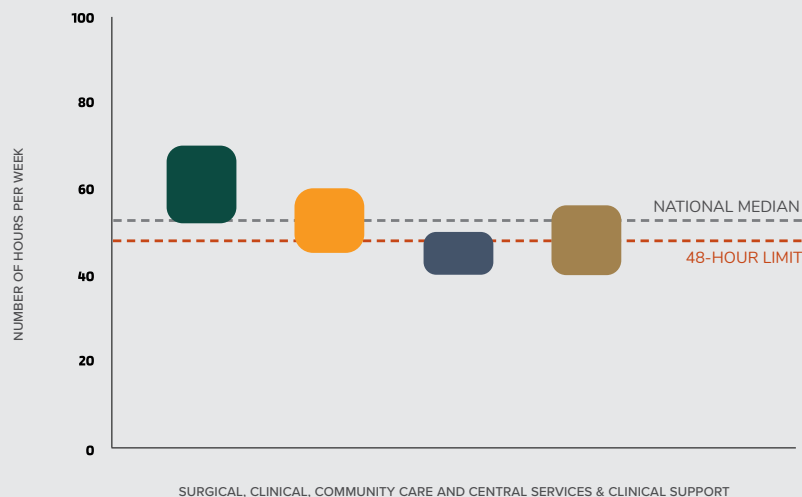 100
80
60
40
20
0
NUMBER OF HOURS PER WEEK
NATIONAL MEDIAN
48-HOUR LIMIT
SURGICAL, CLINICAL, COMMUNITY CARE AND CENTRAL SERVICES & CLINICAL SUPPORT